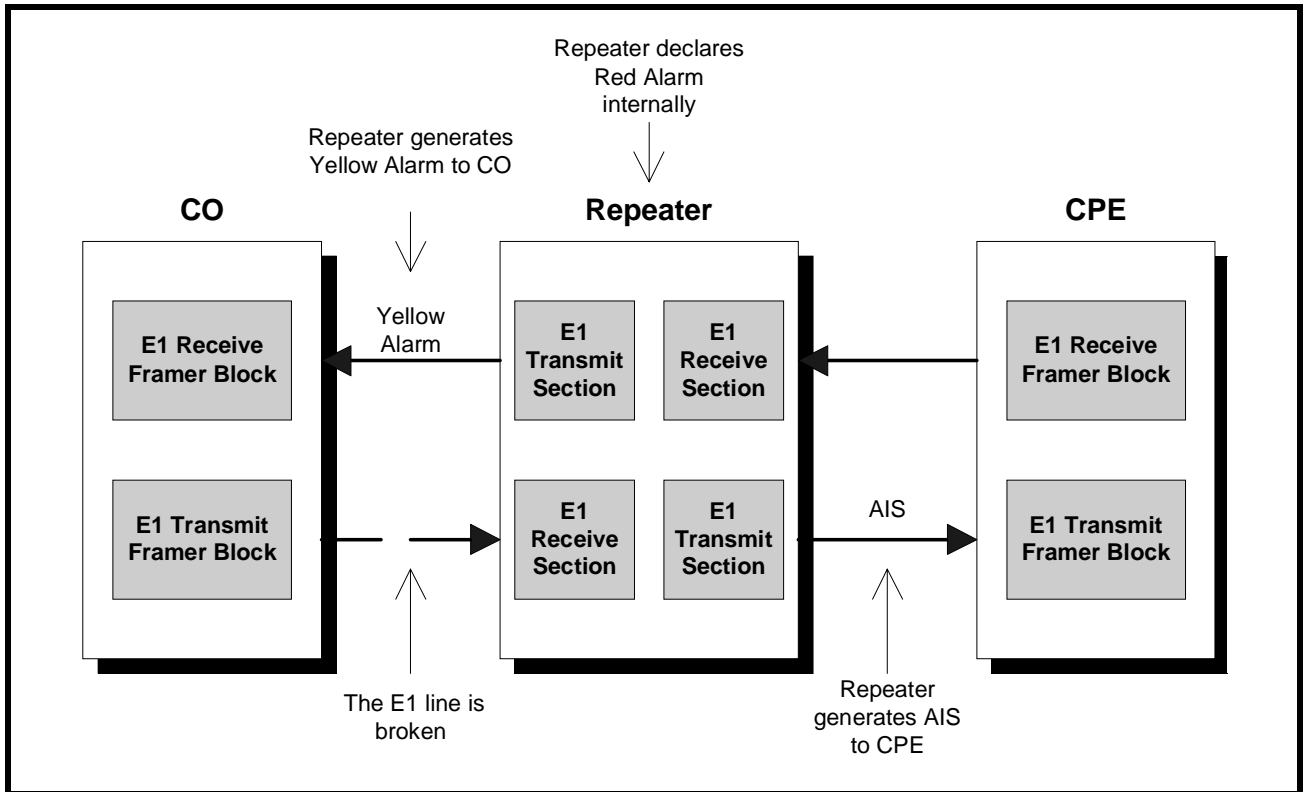 Repeater declares
Red Alarm
internally
Repeater generates
Yellow Alarm to CO
CO
Repeater
CPE
E1 Receive
Framer Block
Yellow
Alarm
E1
Transmit
Section
E1
Receive
Section
E1 Receive
Framer Block
E1 Transmit
Framer Block
E1
Receive
Section
E1
Transmit
Section
AIS
E1 Transmit
Framer Block
The E1 line is
broken
Repeater
generates AIS
to CPE